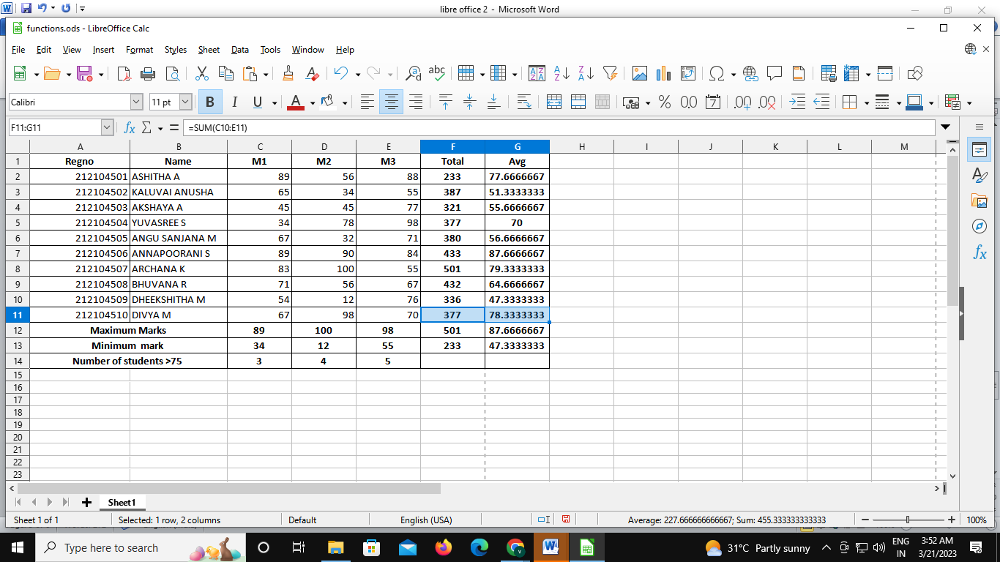 libre office 2 - Microsoft Word
functions.ods - LibreOffice Calc
File Edit View Insert Format Styles Sheet Data Tools Window Help
Calibri 11 pt B I U A % 0.0 7 .00 0.0
F11:G11 fx Σ = =SUM(C10:E11)
A B C D E F G H I J K L M
1 Regno Name M1 M2 M3 Total Avg
2 212104501 ASHITHA A 89 56 88 233 77.6666667
3 212104502 KALUVAI ANUSHA 65 34 55 387 51.3333333
4 212104503 AKSHAYA A 45 45 77 321 55.6666667
5 212104504 YUVASREE S 34 78 98 377 70
6 212104505 ANGU SANJANA M 67 32 71 380 56.6666667
7 212104506 ANNAPOORANI S 89 90 84 433 87.6666667
8 212104507 ARCHANA K 83 100 55 501 79.3333333
9 212104508 BHUVANA R 71 56 67 432 64.6666667
10 212104509 DHEEKSHITHA M 54 12 76 336 47.3333333
11 212104510 DIVYA M 67 98 70 377 78.3333333
12 Maximum Marks 89 100 98 501 87.6666667
13 Minimum mark 34 12 55 233 47.3333333
14 Number of students >75 3 4 5
15
16
17
18
19
20
21
22
23
Sheet1
Sheet 1 of 1 Selected: 1 row, 2 columns Default English (USA) Average: 227.666666666667; Sum: 455.333333333333 100%
Type here to search 31°C Partly sunny ENG IN 3:52 AM 3/21/2023